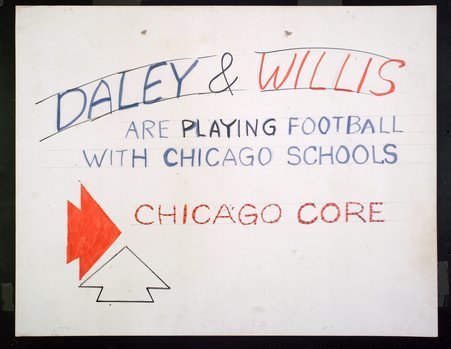 DALEY & WILLIS
ARE PLAYING FOOTBALL
WITH CHICAGO SCHOOLS
CHICAGO CORE